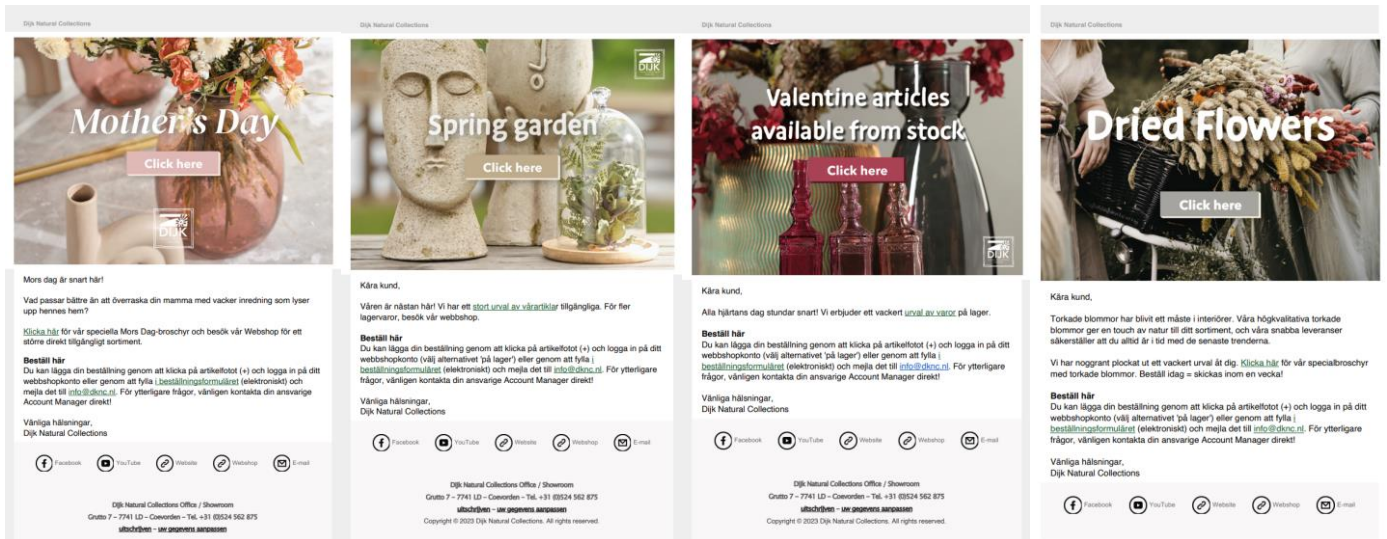 Dijk Natural Collections
Mother's Day
Click here
DIJK
Mors dag är snart här!
Vad passar bättre än att överraska din mamma med vacker inredning som lyser
upp hennes hem?
Klicka här för vår speciella Mors Dag-broschyr och besök vår Webshop för ett
större direkt tillgängligt sortiment.
Beställ här
Du kan lägga din beställning genom att klicka på artikelfotot (+) och logga in på ditt
webbshopkonto eller genom att fylla i beställningsformuläret (elektroniskt) och
mejla det till info@dknc.nl. För ytterligare frågor, vänligen kontakta din ansvarige
Account Manager direkt!
Vänliga hälsningar,
Dijk Natural Collections
Facebook YouTube Website Webshop E-mail
Dijk Natural Collections Office / Showroom
Grutto 7 – 7741 LD – Coevorden – Tel. +31 (0)524 562 875
uitschrijven – uw gegevens aanpassen
Dijk Natural Collections
DIJK
Spring garden
Click here
Kära kund,
Våren är nästan här! Vi har ett stort urval av vårartiklar tillgängliga. För fler
lagervaror, besök vår webbshop.
Beställ här
Du kan lägga din beställning genom att klicka på artikelfotot (+) och logga in på ditt
webbshopkonto (välj alternativet 'på lager') eller genom att fylla i
beställningsformuläret (elektroniskt) och mejla det till info@dknc.nl. För ytterligare
frågor, vänligen kontakta din ansvarige Account Manager direkt!
Vänliga hälsningar,
Dijk Natural Collections
Facebook YouTube Website Webshop E-mail
Dijk Natural Collections Office / Showroom
Grutto 7 – 7741 LD – Coevorden – Tel. +31 (0)524 562 875
uitschrijven – uw gegevens aanpassen
Copyright © 2023 Dijk Natural Collections. All rights reserved.
Dijk Natural Collections
Valentine articles
available from stock
Click here
DIJK
Kära kund,
Alla hjärtans dag stundar snart! Vi erbjuder ett vackert urval av varor på lager.
Beställ här
Du kan lägga din beställning genom att klicka på artikelfotot (+) och logga in på ditt
webbshopkonto (välj alternativet 'på lager') eller genom att fylla i
beställningsformuläret (elektroniskt) och mejla det till info@dknc.nl. För ytterligare
frågor, vänligen kontakta din ansvarige Account Manager direkt!
Vänliga hälsningar,
Dijk Natural Collections
Facebook YouTube Website Webshop E-mail
Dijk Natural Collections Office / Showroom
Grutto 7 – 7741 LD – Coevorden – Tel. +31 (0)524 562 875
uitschrijven – uw gegevens aanpassen
Copyright © 2023 Dijk Natural Collections. All rights reserved.
Dijk Natural Collections
Dried Flowers
Click here
Kära kund,
Torkade blommor har blivit ett måste i interiörer. Våra högkvalitativa torkade
blommor ger en touch av natur till ditt sortiment, och våra snabba leveranser
säkerställer att du alltid är i tid med de senaste trenderna.
Vi har noggrant plockat ut ett vackert urval åt dig. Klicka här för vår specialbroschyr
med torkade blommor. Beställ idag = skickas inom en vecka!
Beställ här
Du kan lägga din beställning genom att klicka på artikelfotot (+) och logga in på ditt
webbshopkonto (välj alternativet 'på lager') eller genom att fylla i
beställningsformuläret (elektroniskt) och mejla det till info@dknc.nl. För ytterligare
frågor, vänligen kontakta din ansvarige Account Manager direkt!
Vänliga hälsningar,
Dijk Natural Collections
Facebook YouTube Website Webshop E-mail